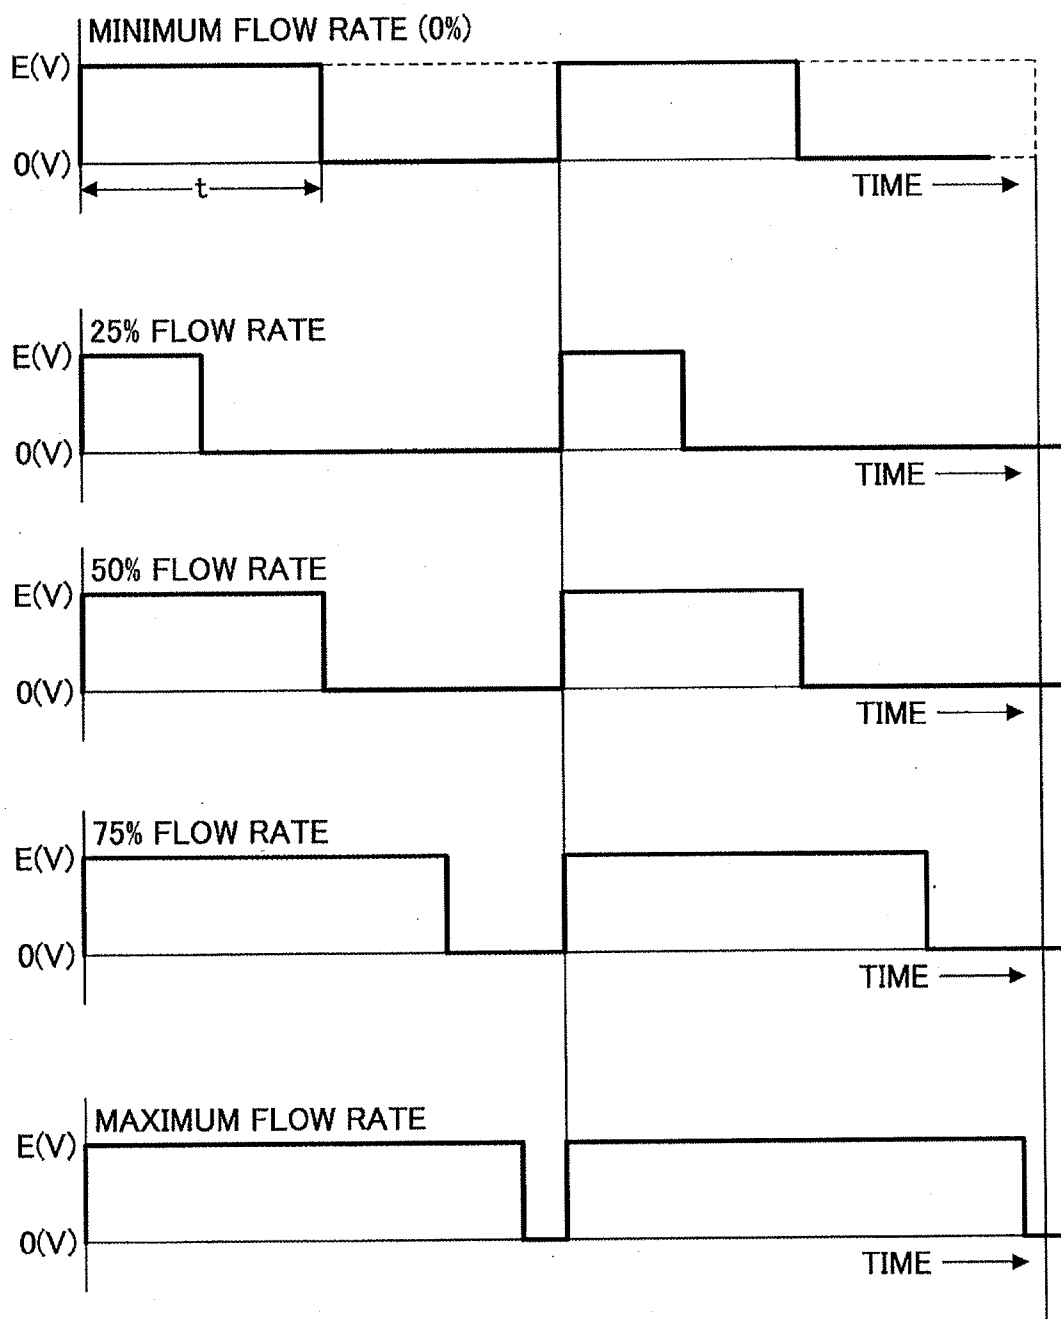 MINIMUM FLOW RATE (0%)
E(V)
0(V)
t
TIME
25% FLOW RATE
E(V)
0(V)
TIME
50% FLOW RATE
E(V)
0(V)
TIME
75% FLOW RATE
E(V)
0(V)
TIME
MAXIMUM FLOW RATE
E(V)
0(V)
TIME